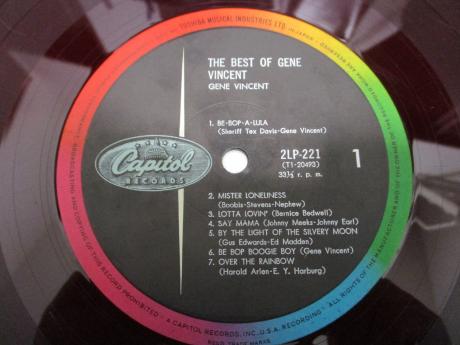 TOSHIBA MUSICAL INDUSTRIES LTD.
THE BEST OF GENE
VINCENT
GENE VINCENT
1. BE-BOP-A-LULA
(Sheriff Tex Davis-Gene Vincent)
Capitol
RECORDS
2LP-221
(T1-20493)
33⅓ r. p. m.
1
2. MISTER LONELINESS
(Boobis-Stevens-Nephew)
3. LOTTA LOVIN' (Bernice Bedwell)
4. SAY MAMA (Johnny Meeks-Johnny Earl)
5. BY THE LIGHT OF THE SILVERY MOON
(Gus Edwards-Ed Madden)
6. BE BOP BOOGIE BOY (Gene Vincent)
7. OVER THE RAINBOW
(Harold Arlen-E. Y. Harburg)
BROADCASTING AND COPYING OF THIS RECORD PROHIBITED • A CAPITOL RECORDS, INC., U.S.A. RECORDING • ALL RIGHTS OF THE MANUFACTURER AND OF THE OWNER OF
REG'D TRADE MARKS